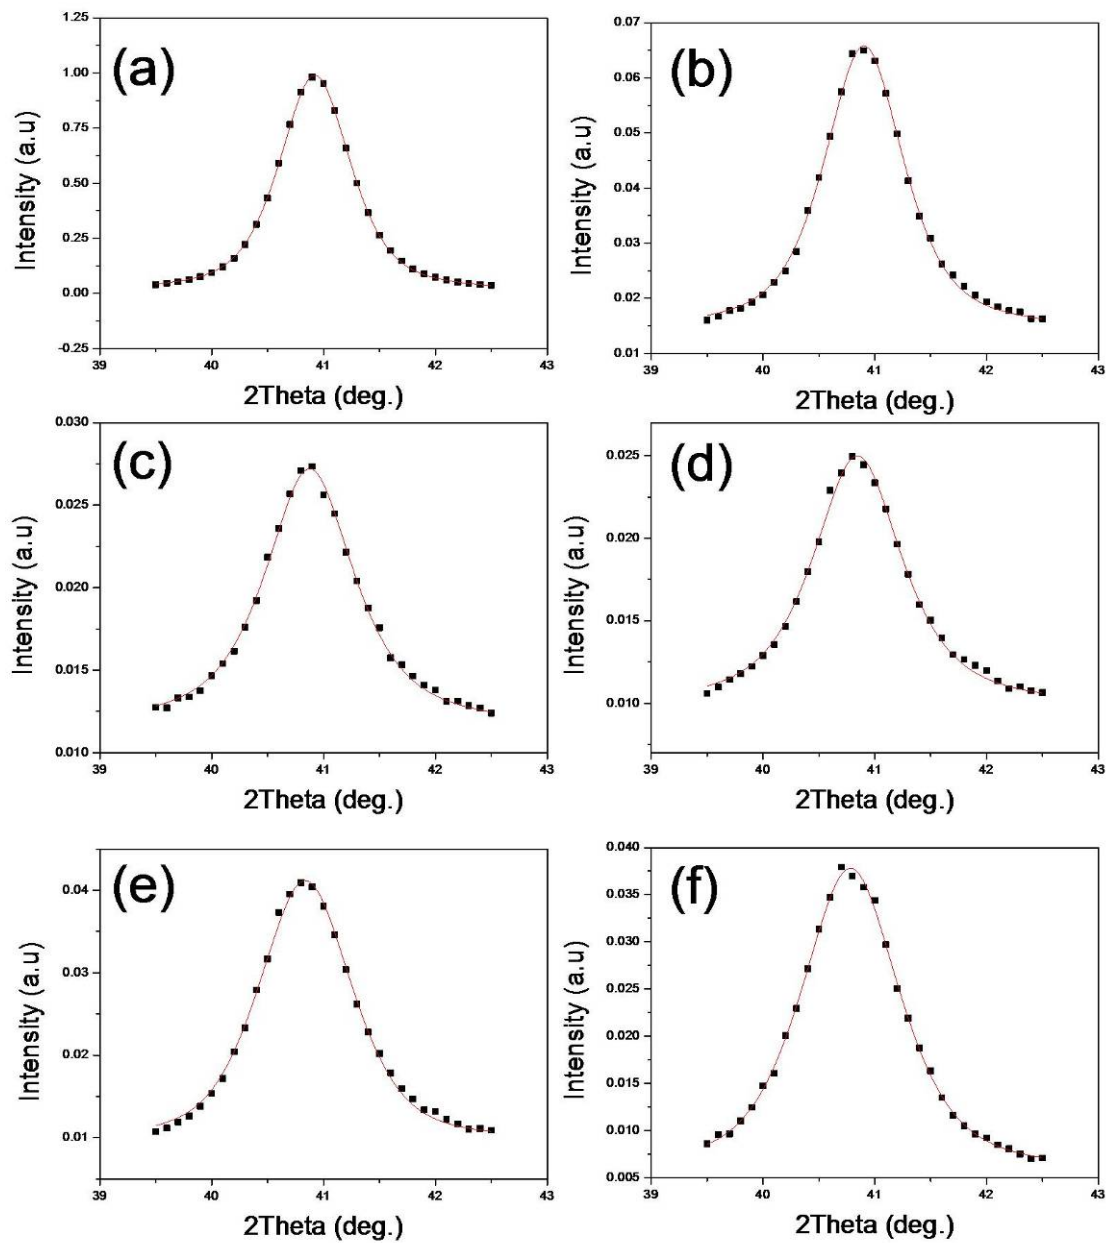 (a)
Intensity (a.u)
1.25
1.00
0.75
0.50
0.25
0.00
-0.25
39 40 41 42 43
2Theta (deg.)
(b)
Intensity (a.u)
0.07
0.06
0.05
0.04
0.03
0.02
0.01
39 40 41 42 43
2Theta (deg.)
(c)
Intensity (a.u)
0.030
0.025
0.020
0.015
0.010
39 40 41 42 43
2Theta (deg.)
(d)
Intensity (a.u)
0.025
0.020
0.015
0.010
39 40 41 42 43
2Theta (deg.)
(e)
Intensity (a.u)
0.04
0.03
0.02
0.01
39 40 41 42 43
2Theta (deg.)
(f)
Intensity (a.u)
0.040
0.035
0.030
0.025
0.020
0.015
0.010
0.005
39 40 41 42 43
2Theta (deg.)